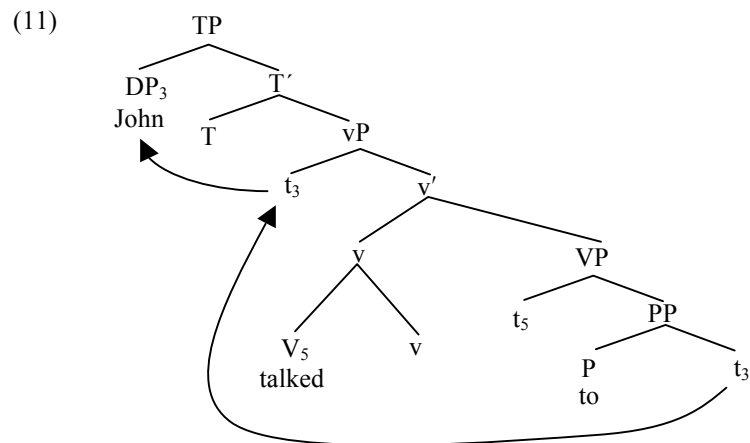 (11) TP
DP3 T´
John T vP
t3 v'
v VP
t5 PP
V5 v P t3
talked to